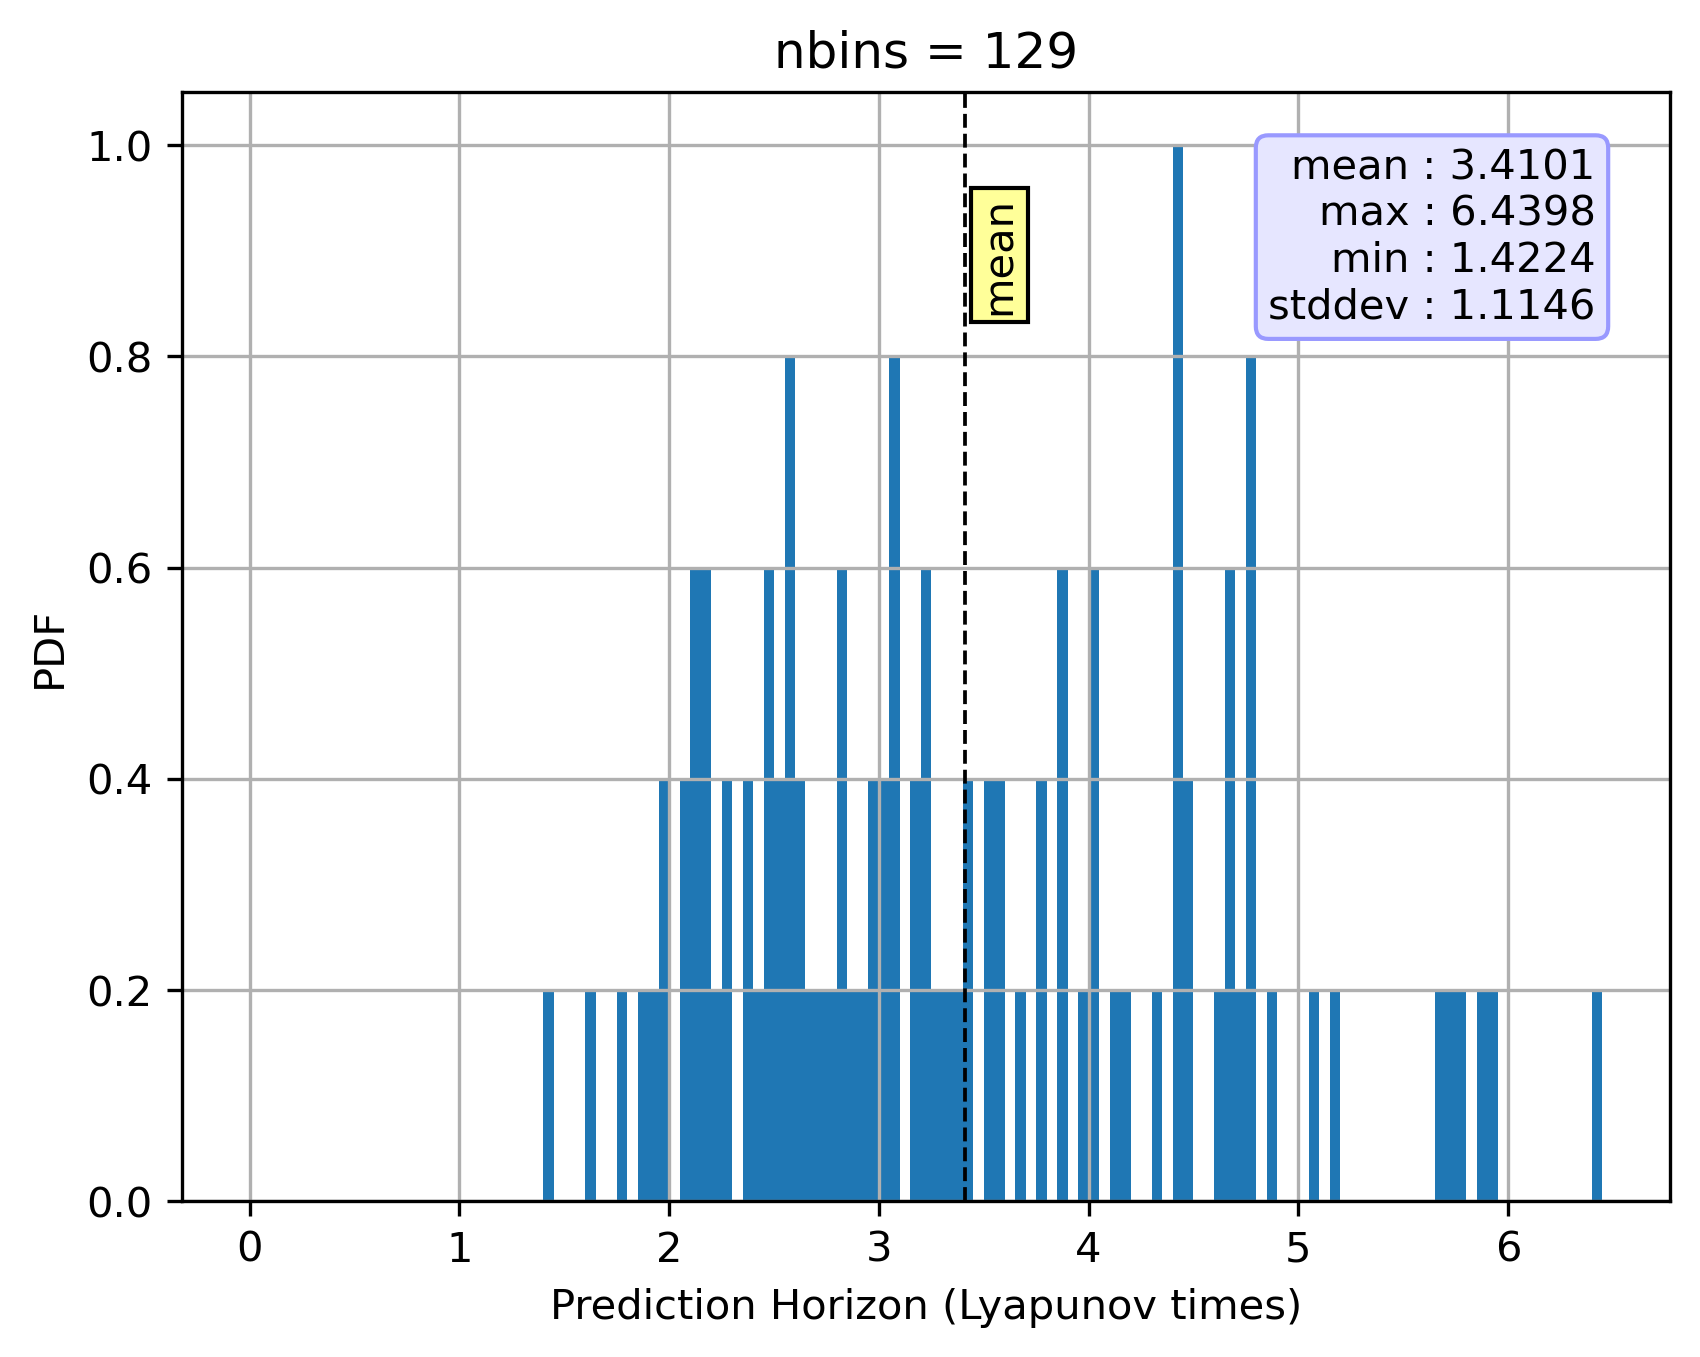 nbins = 129
mean : 3.4101
max : 6.4398
min : 1.4224
stddev : 1.1146
mean
1.0
0.8
0.6
0.4
0.2
0.0
PDF
0 1 2 3 4 5 6
Prediction Horizon (Lyapunov times)